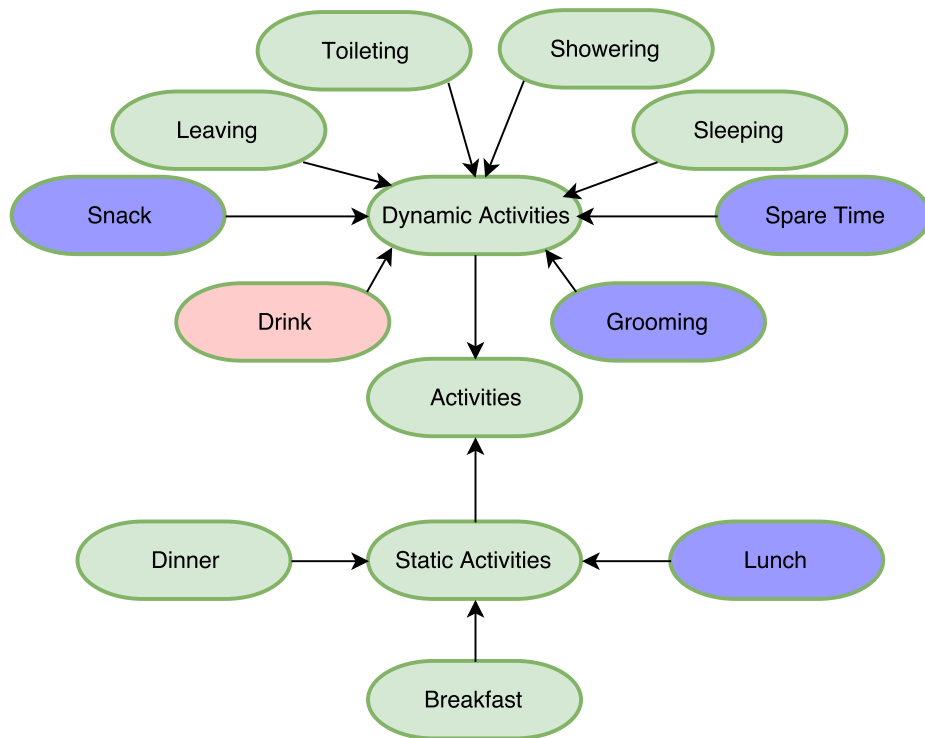 Toileting
Showering
Leaving
Sleeping
Snack
Dynamic Activities
Spare Time
Drink
Grooming
Activities
Dinner
Static Activities
Lunch
Breakfast